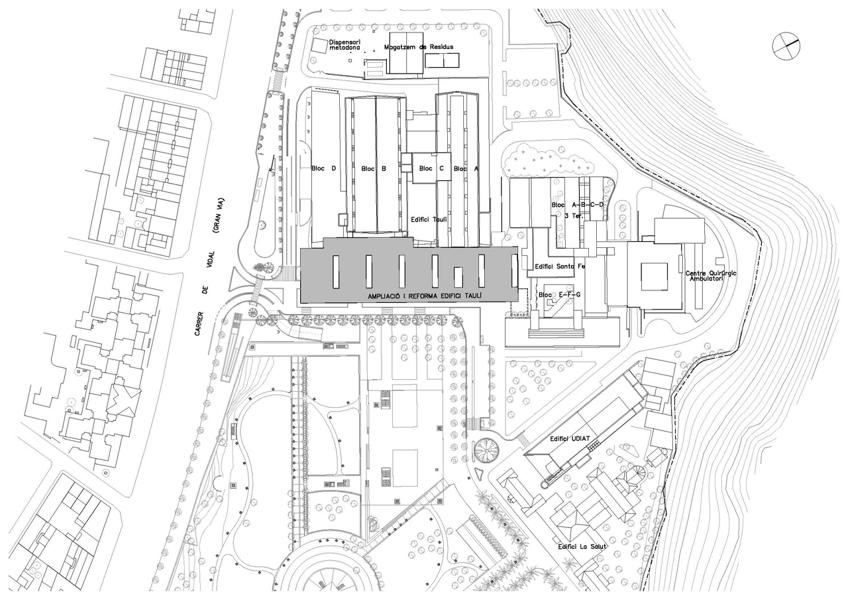 Dispensari
metadona
Magatzem de Residus
Bloc D
Bloc B
Bloc C
Bloc A
Edifici Tauli
Bloc A-B-C-D
3 Ter.
Edifici Santa Fe
Centre Quirúrgic
Ambulatori
Bloc E-F-G
AMPLIACIÓ I REFORMA EDIFICI TAULÍ
CARRER DE VIDAL (GRAN VIA)
Edifici UDIAT
Edifici La Salut